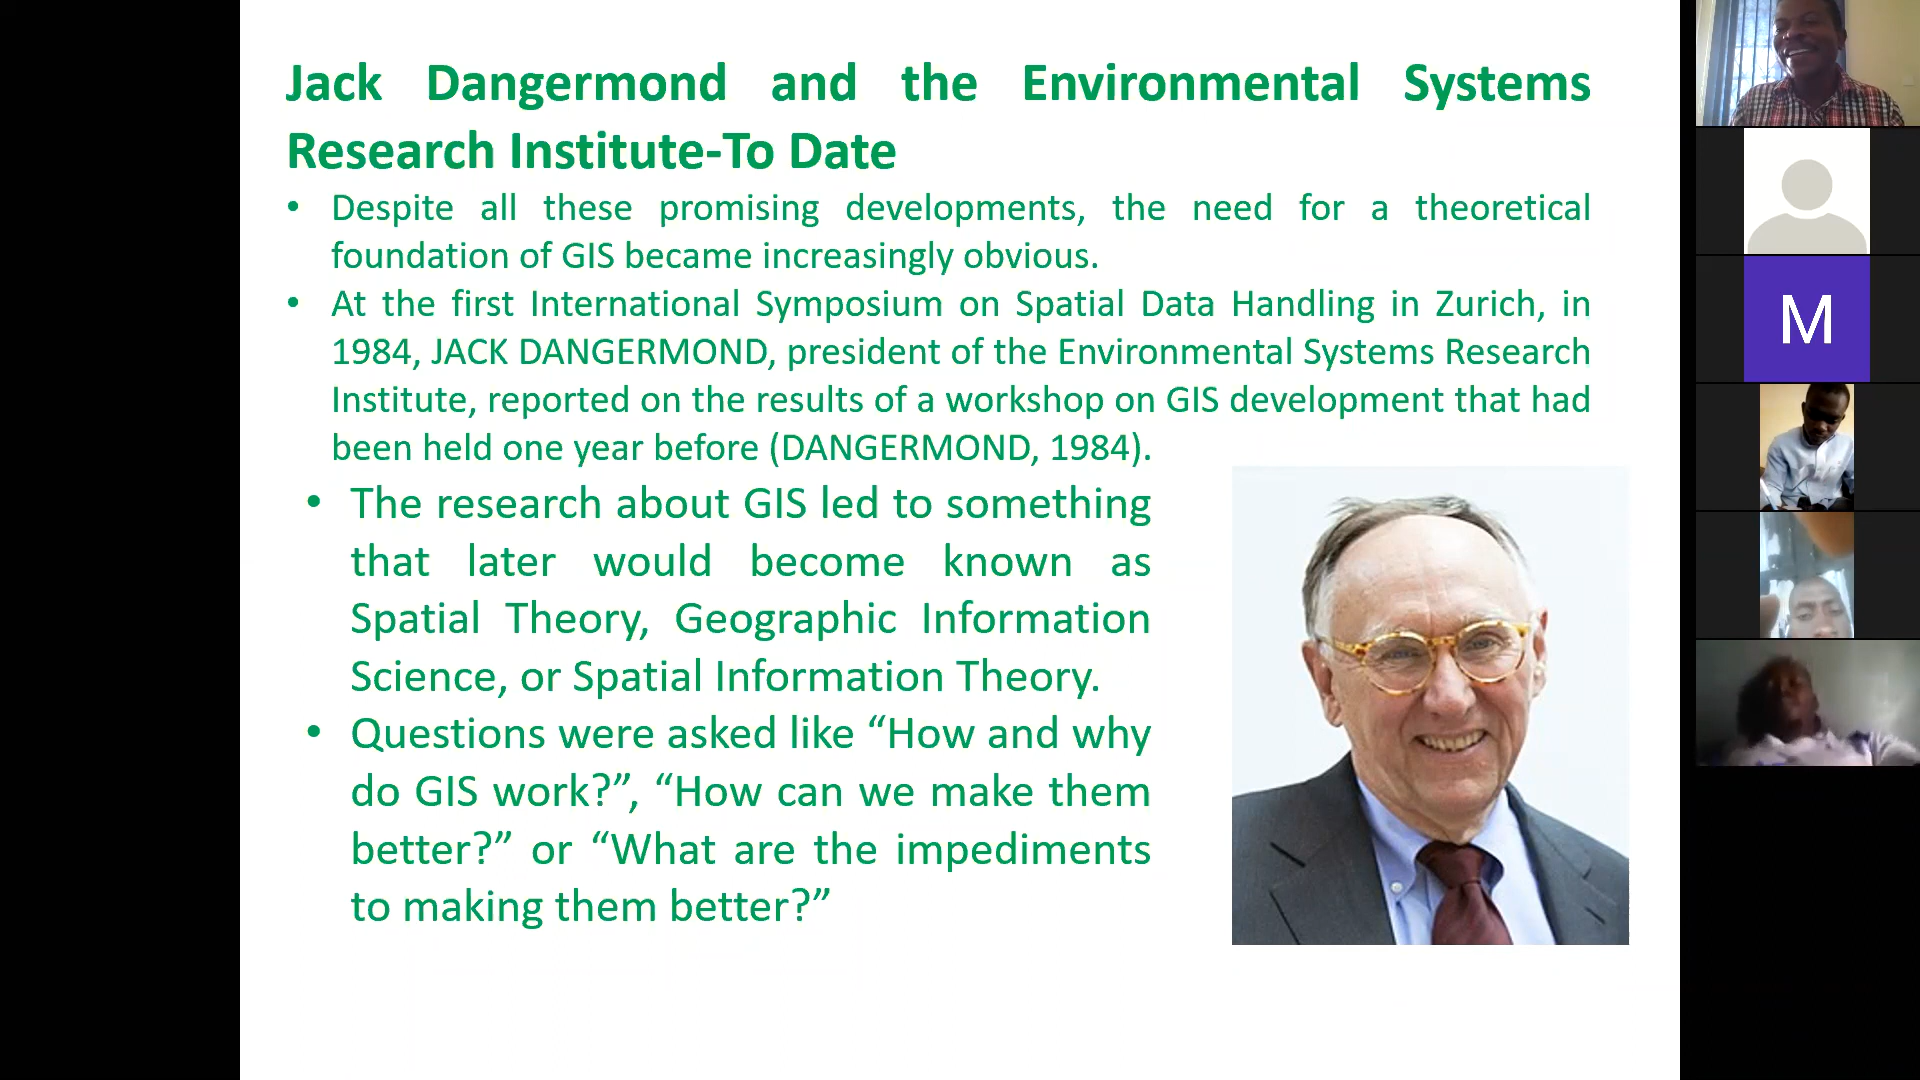 Jack Dangermond and the Environmental Systems
Research Institute-To Date
• Despite all these promising developments, the need for a theoretical
foundation of GIS became increasingly obvious.
• At the first International Symposium on Spatial Data Handling in Zurich, in
1984, JACK DANGERMOND, president of the Environmental Systems Research
Institute, reported on the results of a workshop on GIS development that had
been held one year before (DANGERMOND, 1984).
• The research about GIS led to something
that later would become known as
Spatial Theory, Geographic Information
Science, or Spatial Information Theory.
• Questions were asked like “How and why
do GIS work?”, “How can we make them
better?” or “What are the impediments
to making them better?”
M